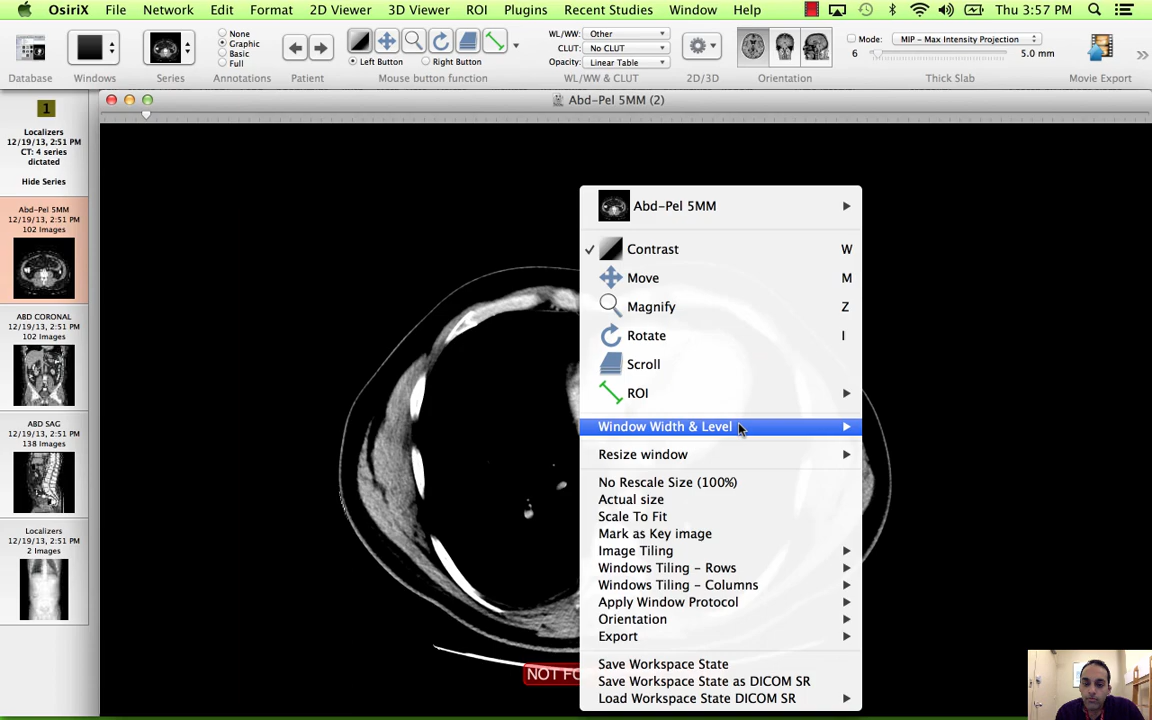 OsiriX File Network Edit Format 2D Viewer 3D Viewer ROI Plugins Recent Studies Window Help Thu 3:57 PM
None
Graphic
Basic
Full
Left Button
Right Button
WL/WW: Other
CLUT: No CLUT
Opacity: Linear Table
Mode: MIP - Max Intensity Projection
6 5.0 mm
Database Windows Series Annotations Patient Mouse button function WL/WW & CLUT 2D/3D Orientation Thick Slab Movie Export
Abd-Pel 5MM (2)
1
Localizers
12/19/13, 2:51 PM
CT: 4 series
dictated
Hide Series
Abd-Pel 5MM
12/19/13, 2:51 PM
102 Images
ABD CORONAL
12/19/13, 2:51 PM
102 Images
ABD SAG
12/19/13, 2:51 PM
138 Images
Localizers
12/19/13, 2:51 PM
2 Images
Abd-Pel 5MM
Contrast W
Move M
Magnify Z
Rotate I
Scroll
ROI
Window Width & Level
Resize window
No Rescale Size (100%)
Actual size
Scale To Fit
Mark as Key image
Image Tiling
Windows Tiling - Rows
Windows Tiling - Columns
Apply Window Protocol
Orientation
Export
Save Workspace State
Save Workspace State as DICOM SR
Load Workspace State DICOM SR
NOT